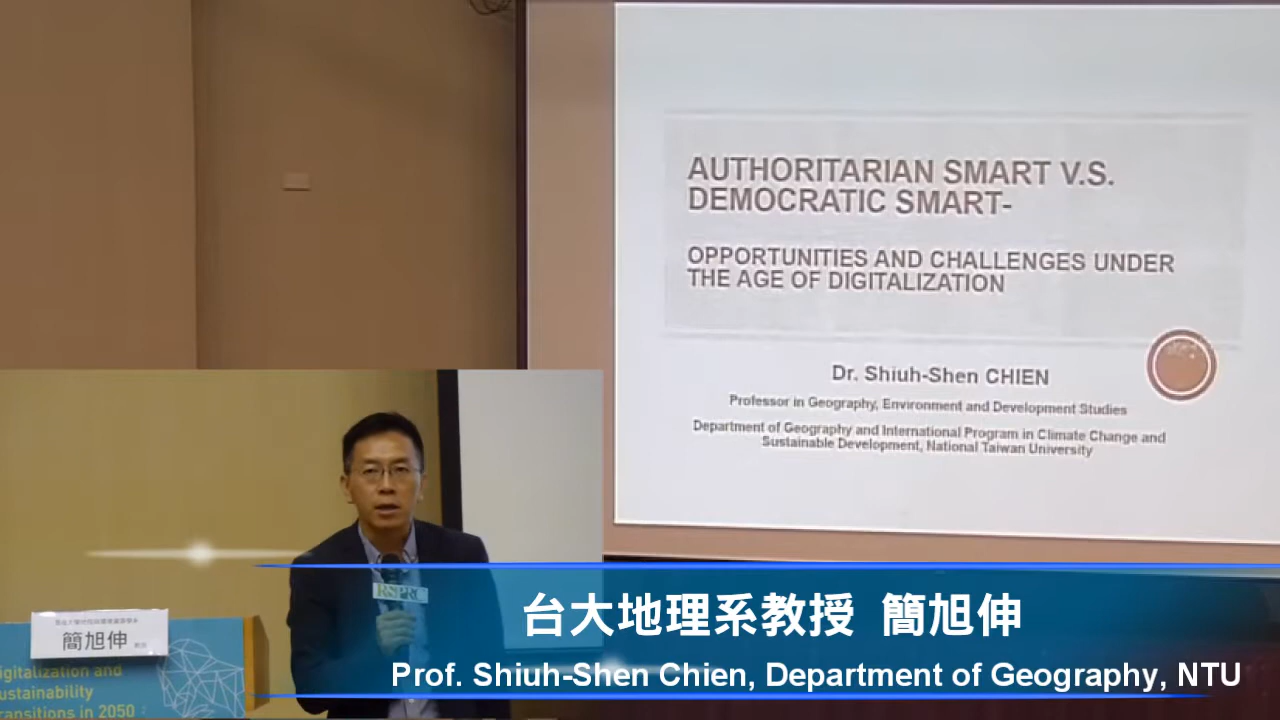 AUTHORITARIAN SMART V.S.
DEMOCRATIC SMART-
OPPORTUNITIES AND CHALLENGES UNDER
THE AGE OF DIGITALIZATION
Dr. Shiuh-Shen CHIEN
Professor in Geography, Environment and Development Studies
Department of Geography and International Program in Climate Change and
Sustainable Development, National Taiwan University
RSPRC
簡旭伸
igitalization and
ustainability
ransitions in 2050
台大地理系教授 簡旭伸
Prof. Shiuh-Shen Chien, Department of Geography, NTU